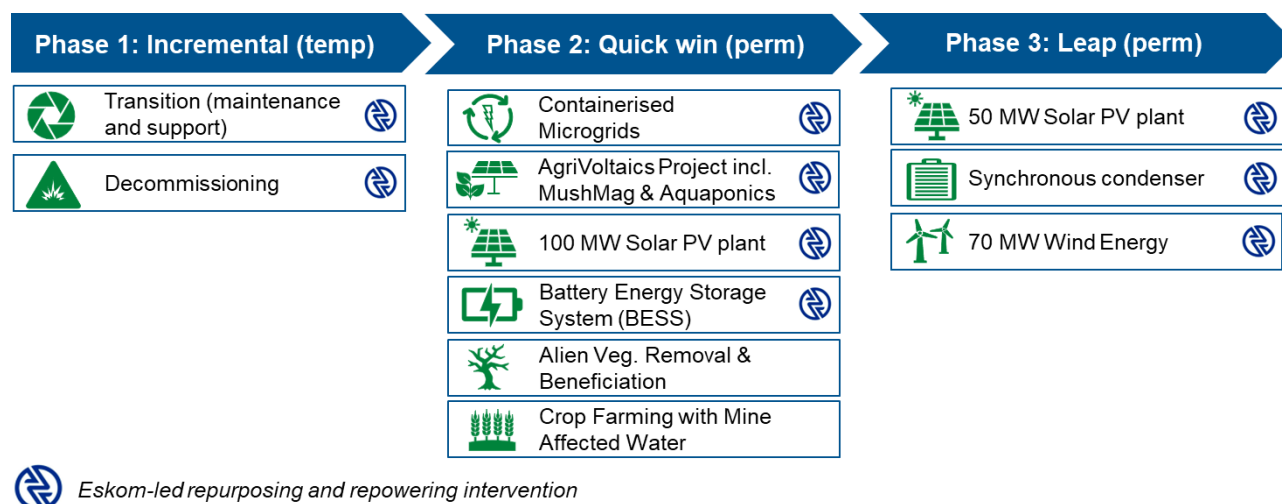 Phase 1: Incremental (temp)
Transition (maintenance
and support)
Decommissioning
Phase 2: Quick win (perm)
Containerised
Microgrids
AgriVoltaics Project incl.
MushMag & Aquaponics
100 MW Solar PV plant
Battery Energy Storage
System (BESS)
Alien Veg. Removal &
Beneficiation
Crop Farming with Mine
Affected Water
Phase 3: Leap (perm)
50 MW Solar PV plant
Synchronous condenser
70 MW Wind Energy
Eskom-led repurposing and repowering intervention